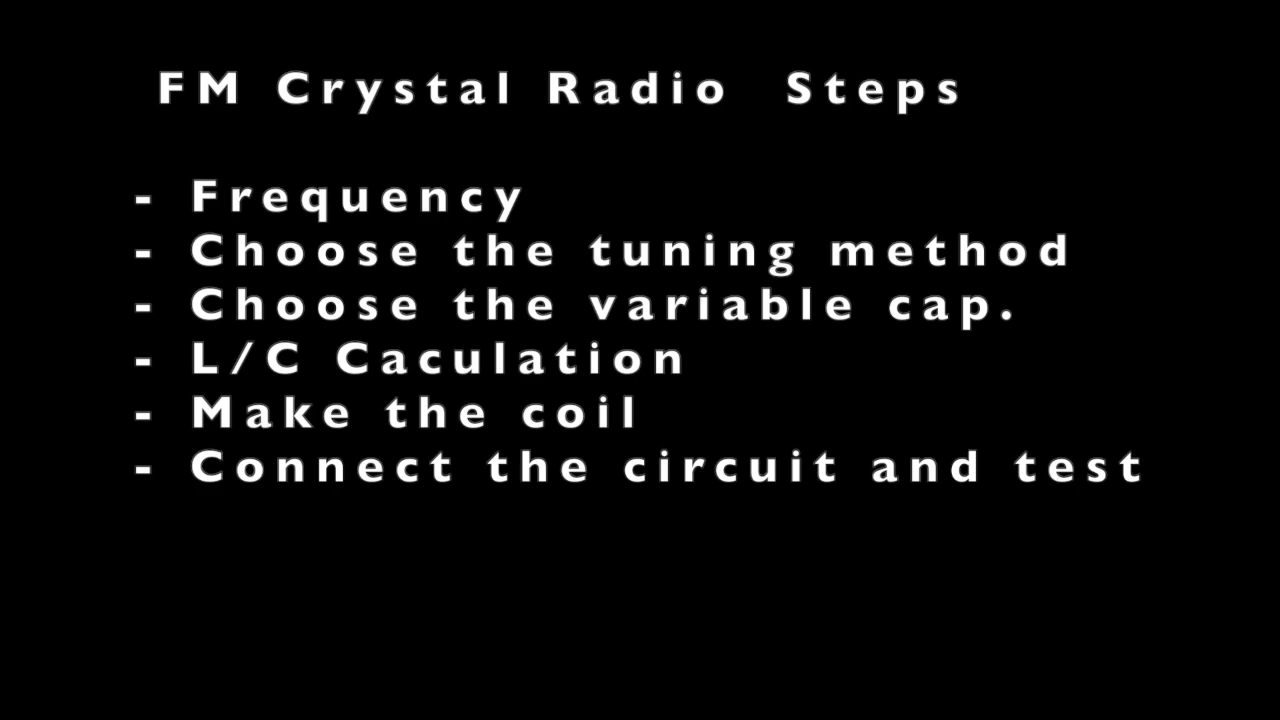 FM Crystal Radio Steps
- Frequency
- Choose the tuning method
- Choose the variable cap.
- L/C Caculation
- Make the coil
- Connect the circuit and test